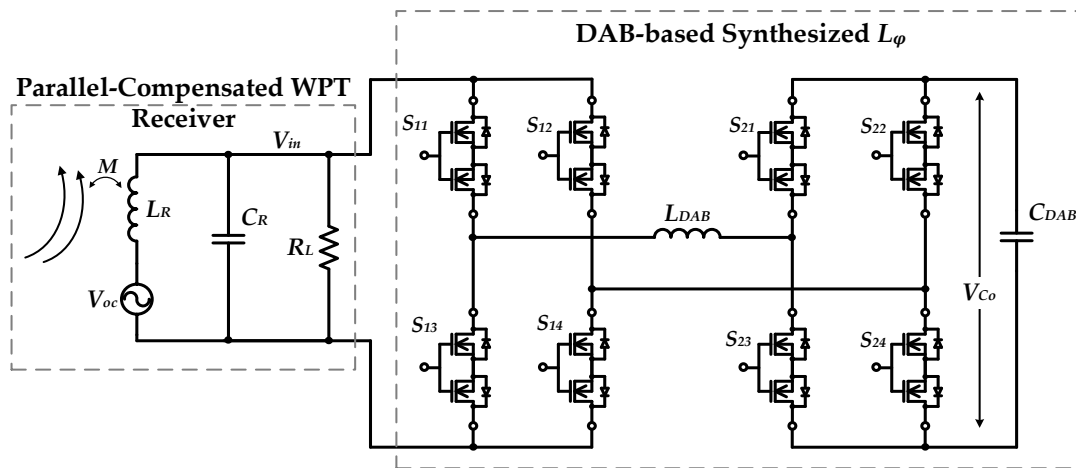 DAB-based Synthesized Lφ
Parallel-Compensated WPT
Receiver
S11
S12
S21
S22
Vin
M
LR
CR
RL
LDAB
CDAB
Voc
VCo
S13
S14
S23
S24